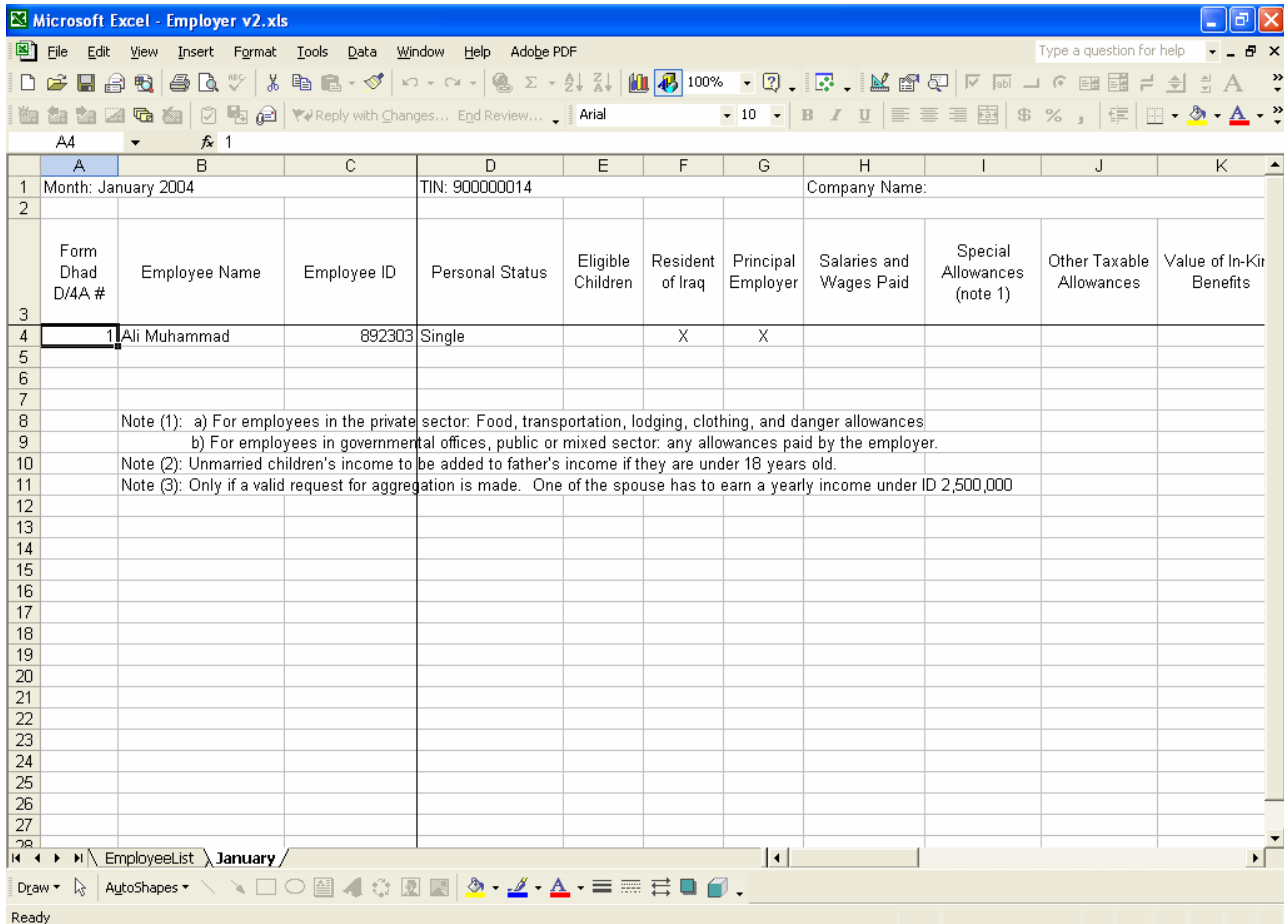 Microsoft Excel - Employer v2.xls
File Edit View Insert Format Tools Data Window Help Adobe PDF Type a question for help
100%
Reply with Changes... End Review... Arial 10 B I U $ % ,
A4 fx 1
A B C D E F G H I J K
1 Month: January 2004 TIN: 900000014 Company Name:
2
3 Form Dhad D/4A # Employee Name Employee ID Personal Status Eligible Children Resident of Iraq Principal Employer Salaries and Wages Paid Special Allowances (note 1) Other Taxable Allowances Value of In-Kin Benefits
4 1 Ali Muhammad 892303 Single X X
5
6
7
8 Note (1): a) For employees in the private sector: Food, transportation, lodging, clothing, and danger allowances
9 b) For employees in governmental offices, public or mixed sector: any allowances paid by the employer.
10 Note (2): Unmarried children's income to be added to father's income if they are under 18 years old.
11 Note (3): Only if a valid request for aggregation is made. One of the spouse has to earn a yearly income under ID 2,500,000
12
13
14
15
16
17
18
19
20
21
22
23
24
25
26
27
28
EmployeeList January
Draw AutoShapes
Ready